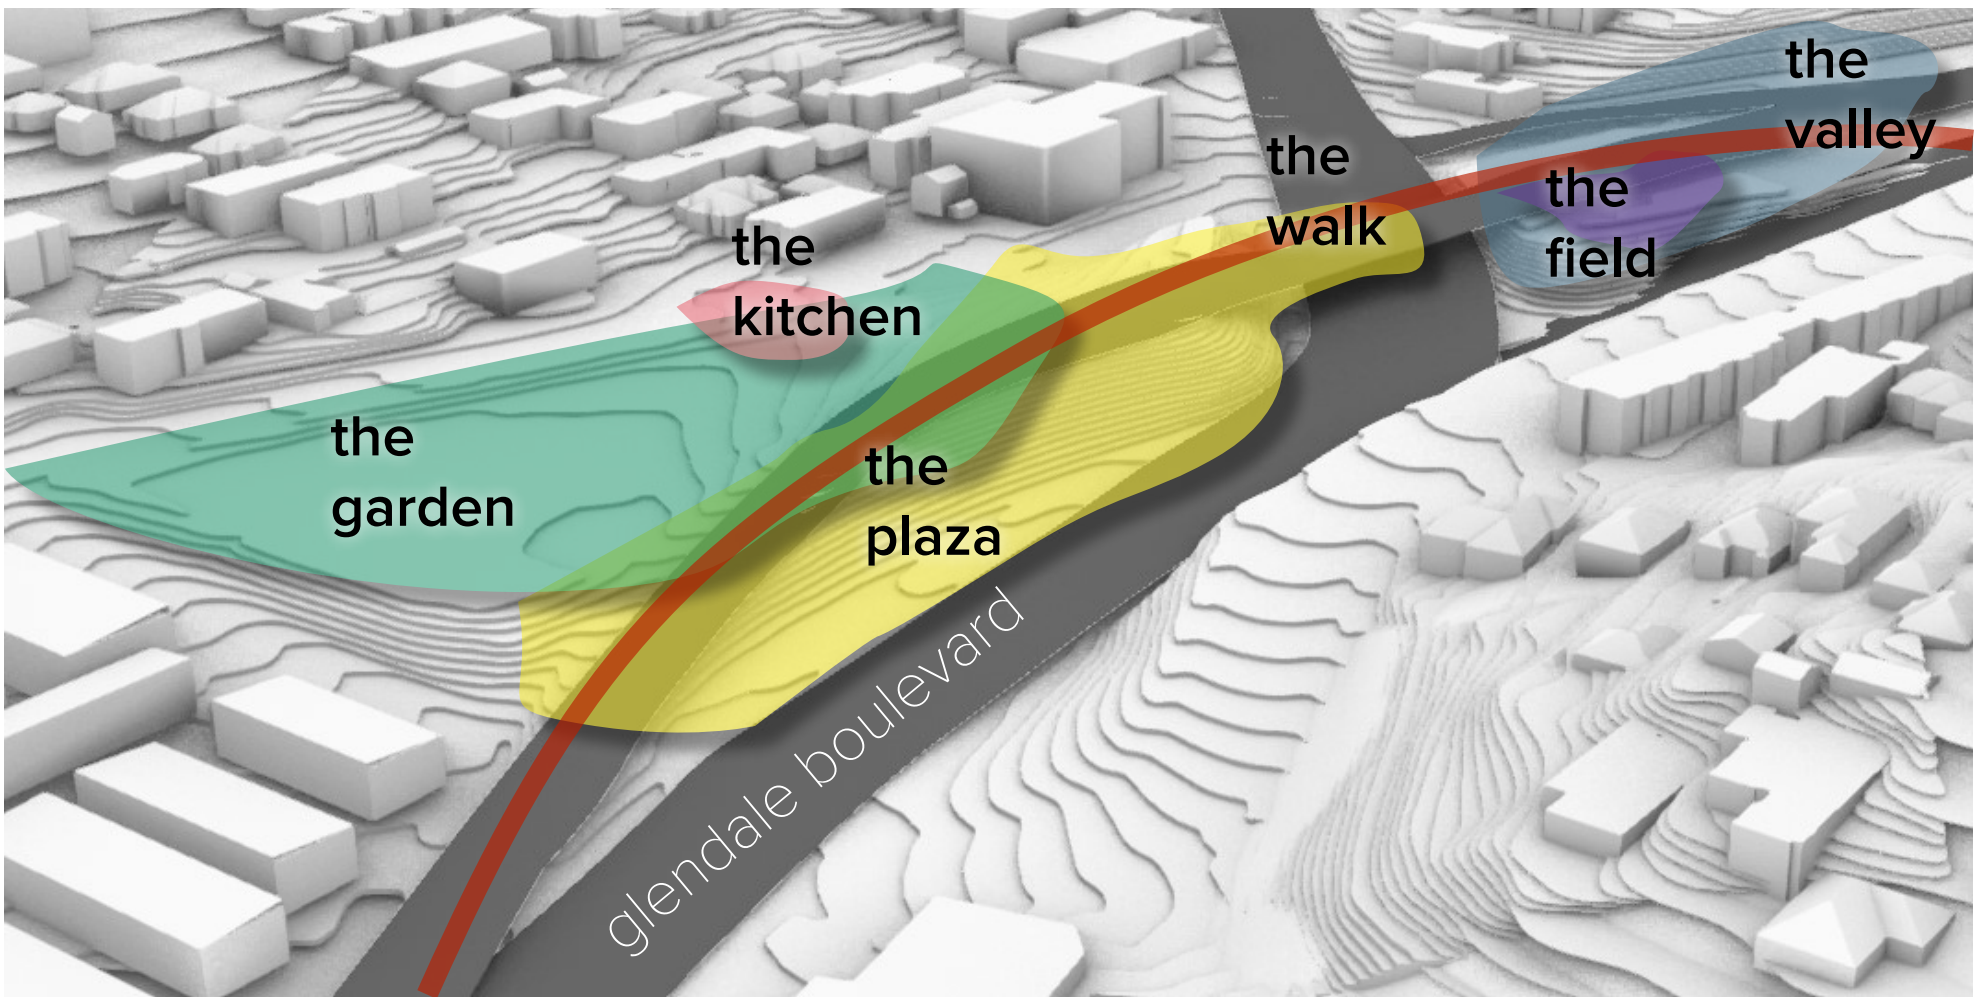 the
valley
the
walk
the
field
the
kitchen
the
garden
the
plaza
glendale boulevard